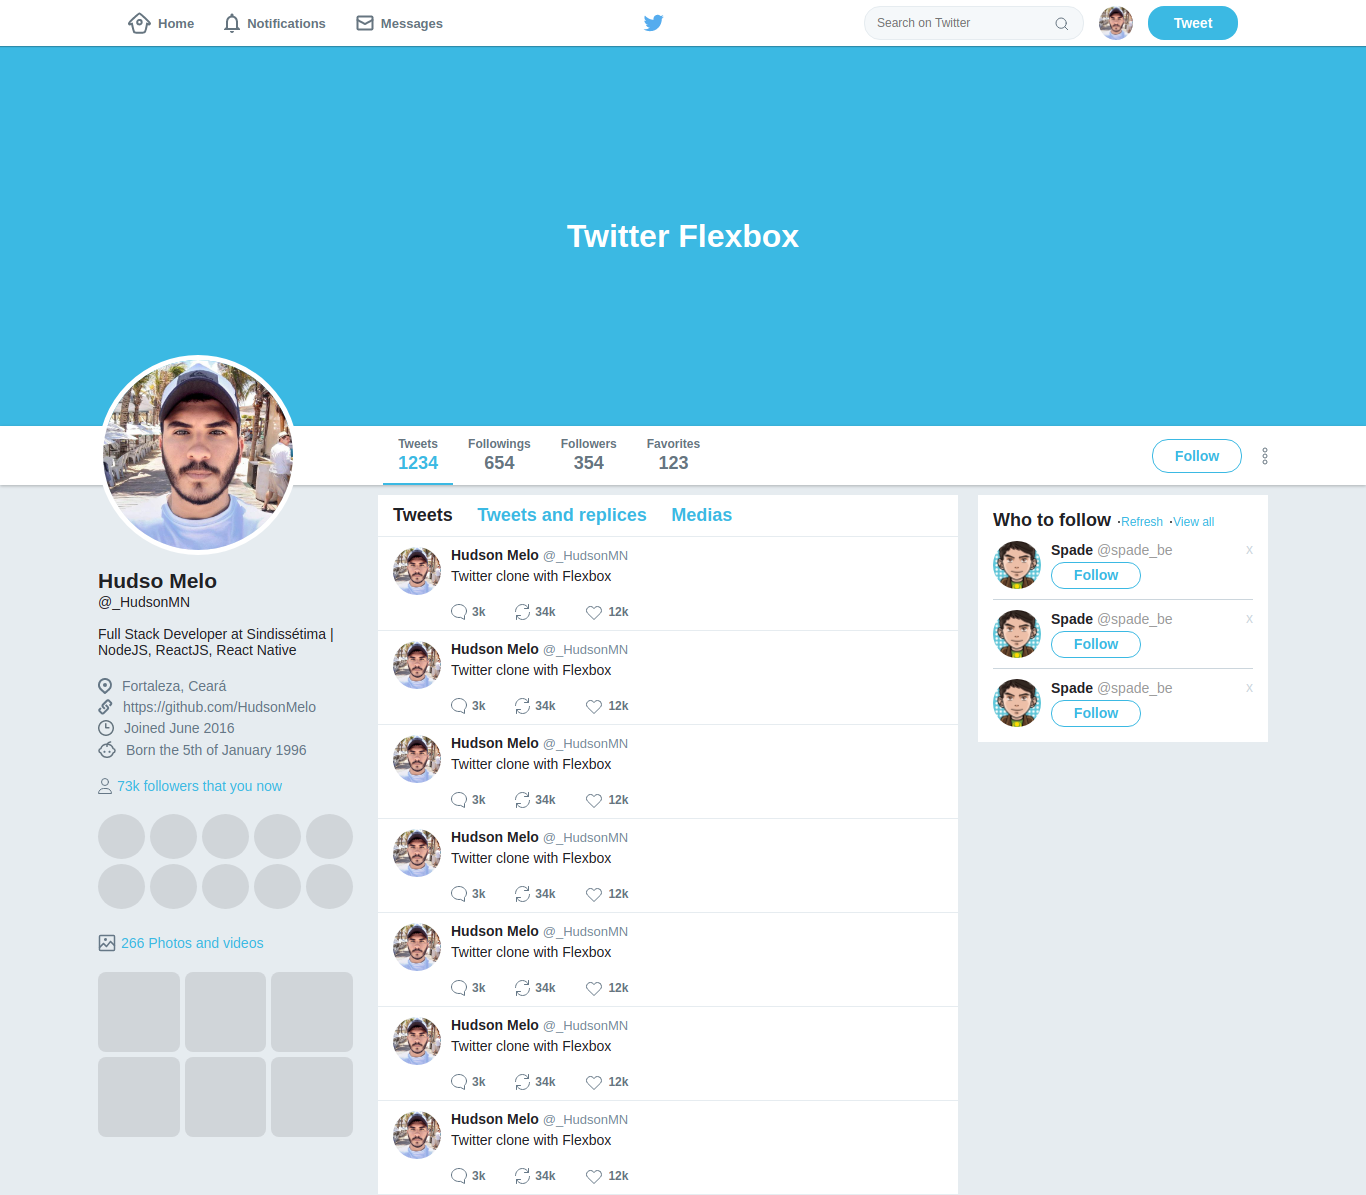 Home Notifications Messages Search on Twitter Tweet
Twitter Flexbox
Tweets Followings Followers Favorites
1234 654 354 123
Follow
Hudso Melo
@_HudsonMN
Full Stack Developer at Sindissétima |
NodeJS, ReactJS, React Native
Fortaleza, Ceará
https://github.com/HudsonMelo
Joined June 2016
Born the 5th of January 1996
73k followers that you now
266 Photos and videos
Tweets Tweets and replices Medias
Hudson Melo @_HudsonMN
Twitter clone with Flexbox
3k 34k 12k
Hudson Melo @_HudsonMN
Twitter clone with Flexbox
3k 34k 12k
Hudson Melo @_HudsonMN
Twitter clone with Flexbox
3k 34k 12k
Hudson Melo @_HudsonMN
Twitter clone with Flexbox
3k 34k 12k
Hudson Melo @_HudsonMN
Twitter clone with Flexbox
3k 34k 12k
Hudson Melo @_HudsonMN
Twitter clone with Flexbox
3k 34k 12k
Hudson Melo @_HudsonMN
Twitter clone with Flexbox
3k 34k 12k
Who to follow ·Refresh ·View all
Spade @spade_be x
Follow
Spade @spade_be x
Follow
Spade @spade_be x
Follow